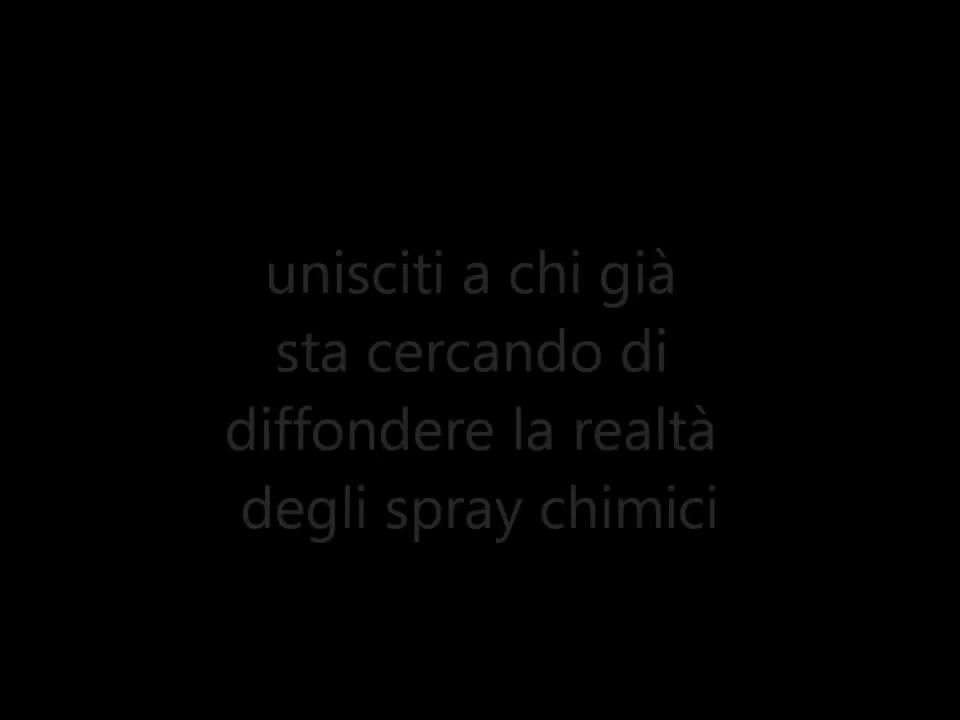 unisciti a chi già
sta cercando di
diffondere la realtà
degli spray chimici